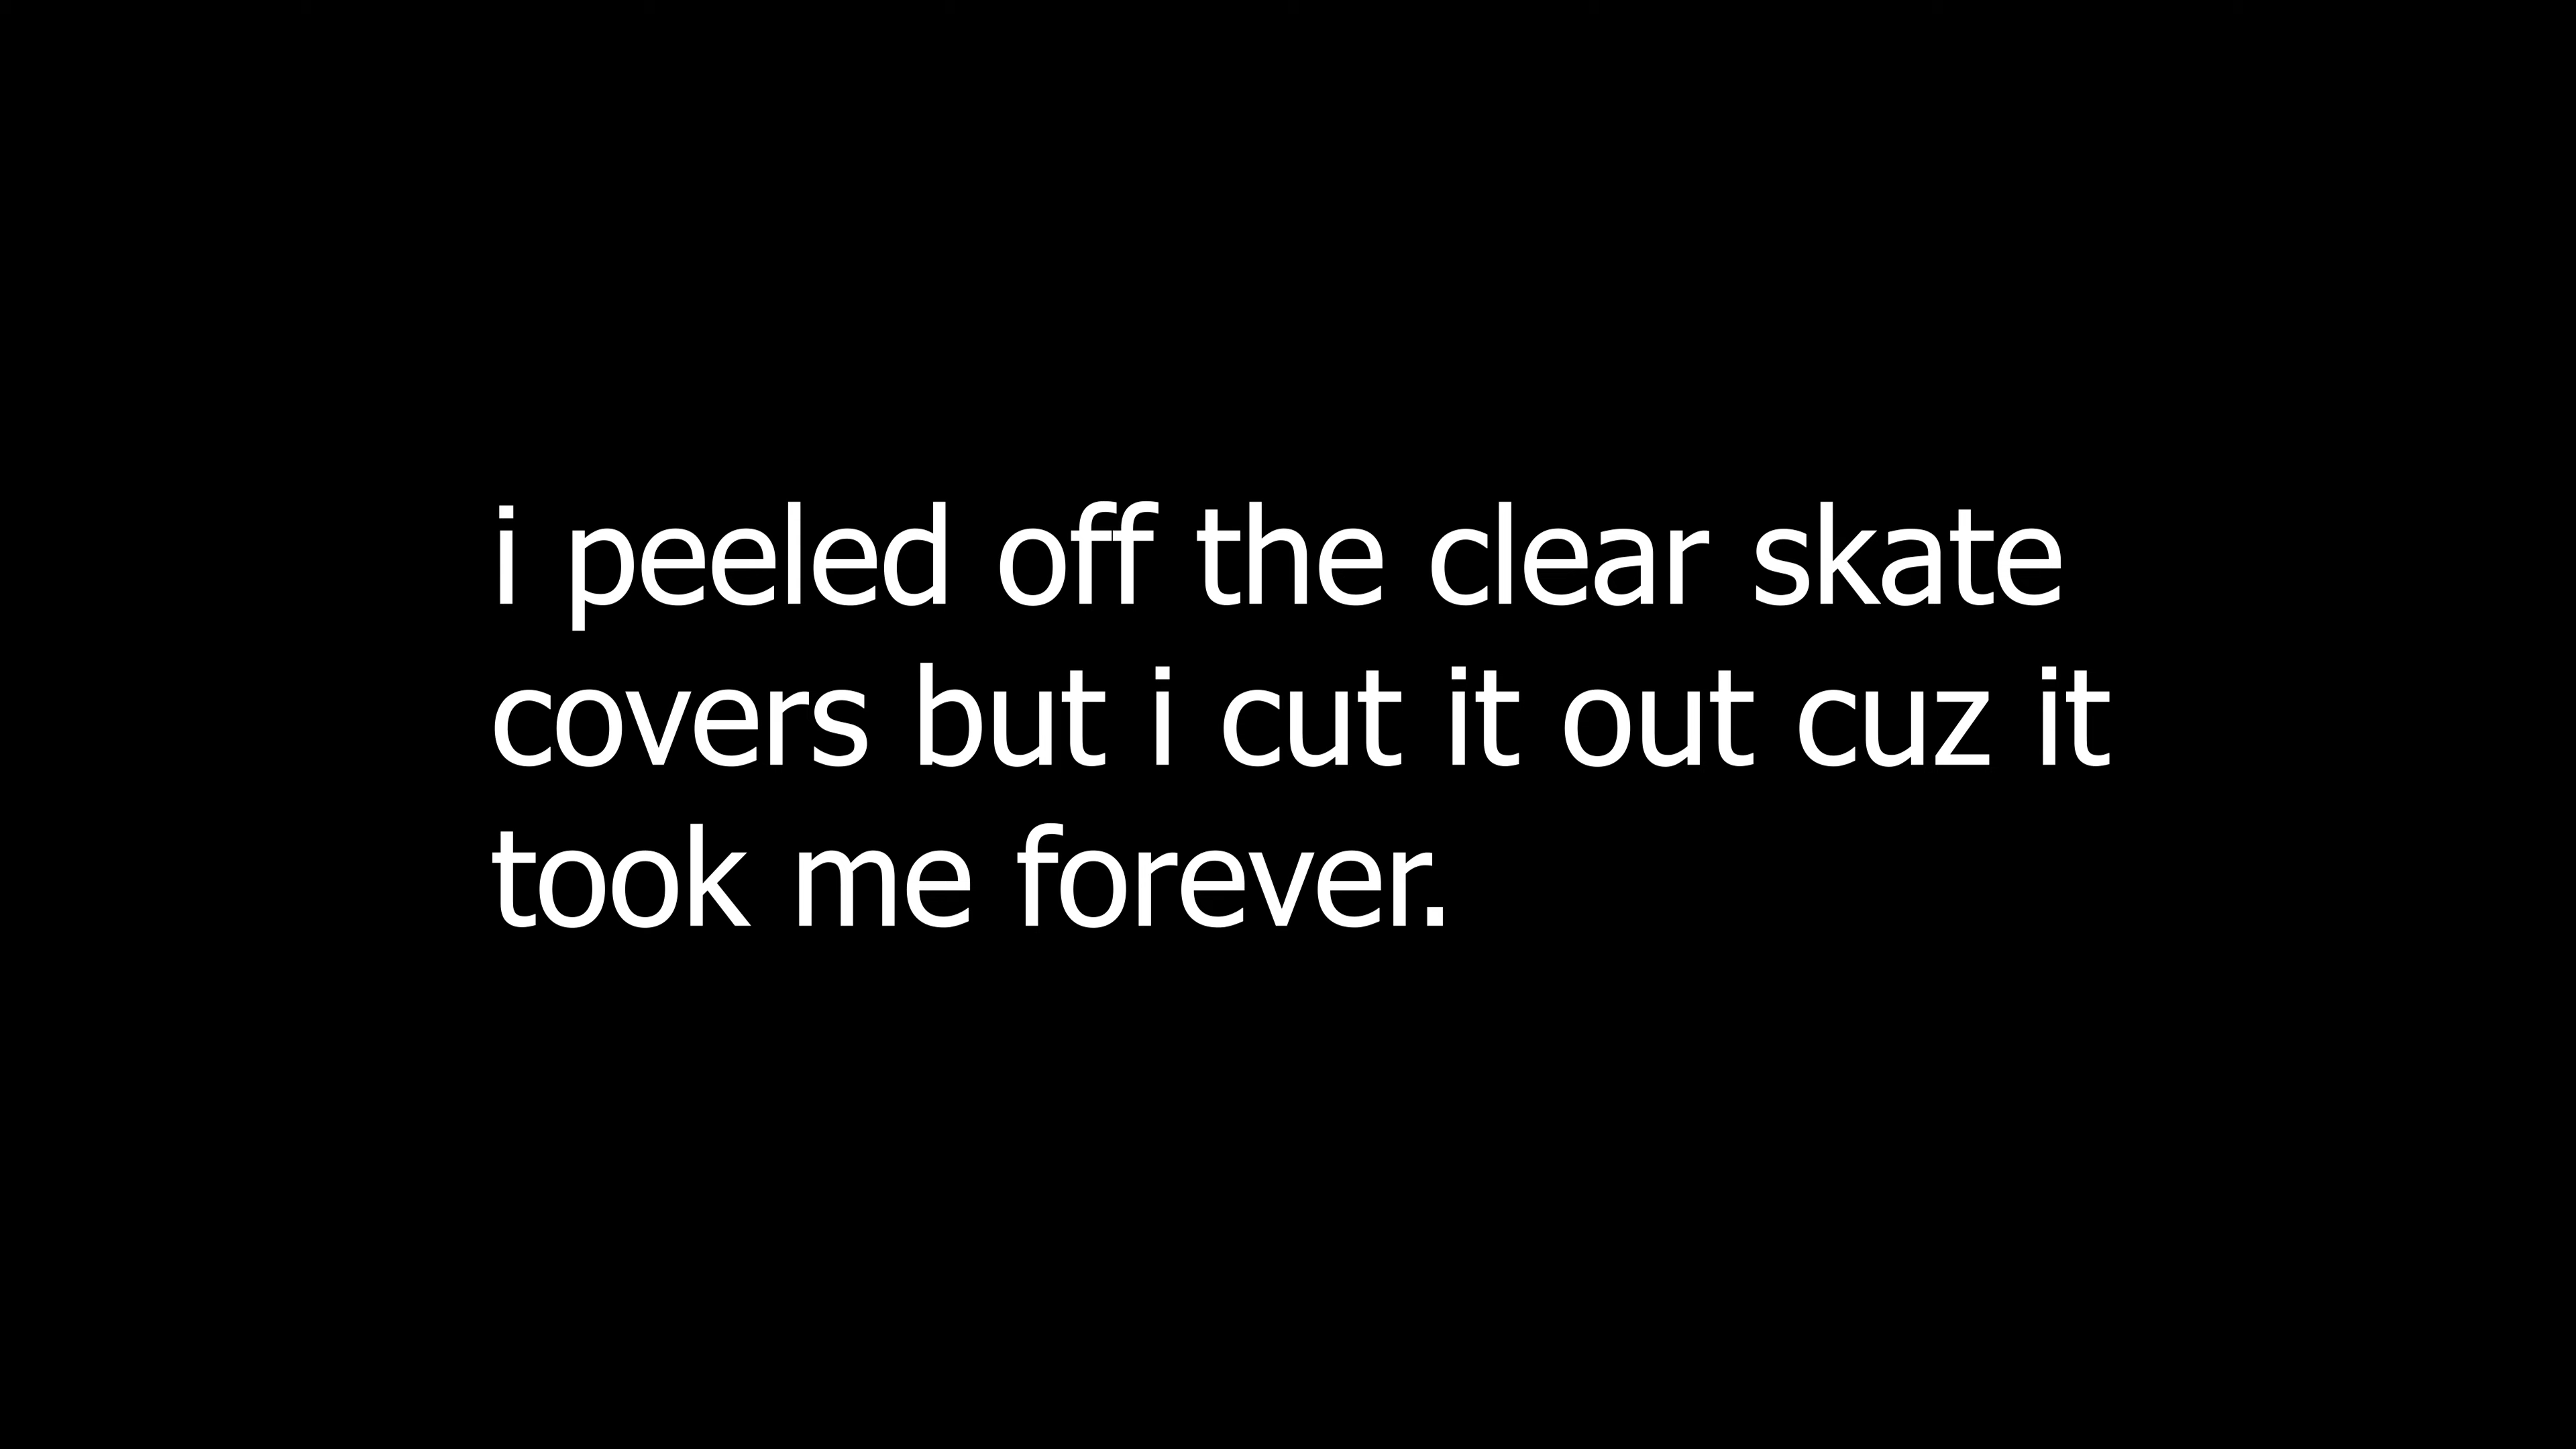 i peeled off the clear skate
covers but i cut it out cuz it
took me forever.